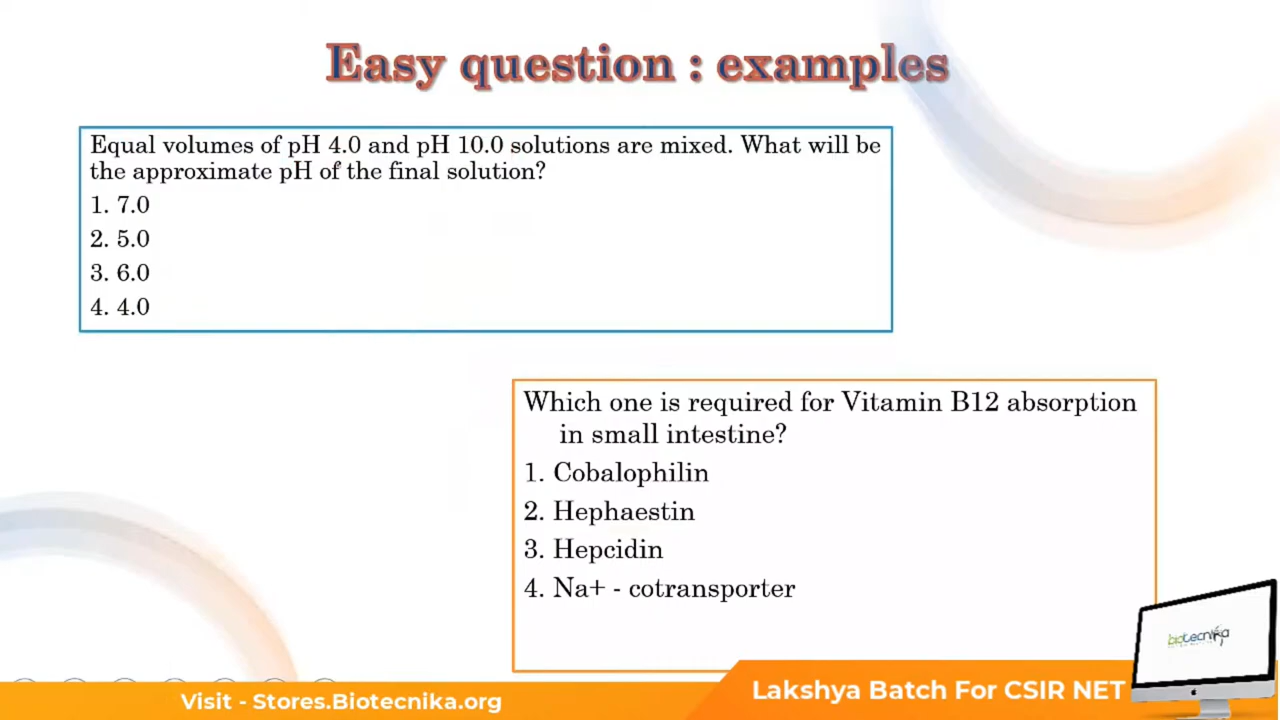 Easy question : examples
Equal volumes of pH 4.0 and pH 10.0 solutions are mixed. What will be
the approximate pH of the final solution?
1. 7.0
2. 5.0
3. 6.0
4. 4.0
Which one is required for Vitamin B12 absorption
in small intestine?
1. Cobalophilin
2. Hephaestin
3. Hepcidin
4. Na+ - cotransporter
biotecnika
Visit - Stores.Biotecnika.org
Lakshya Batch For CSIR NET